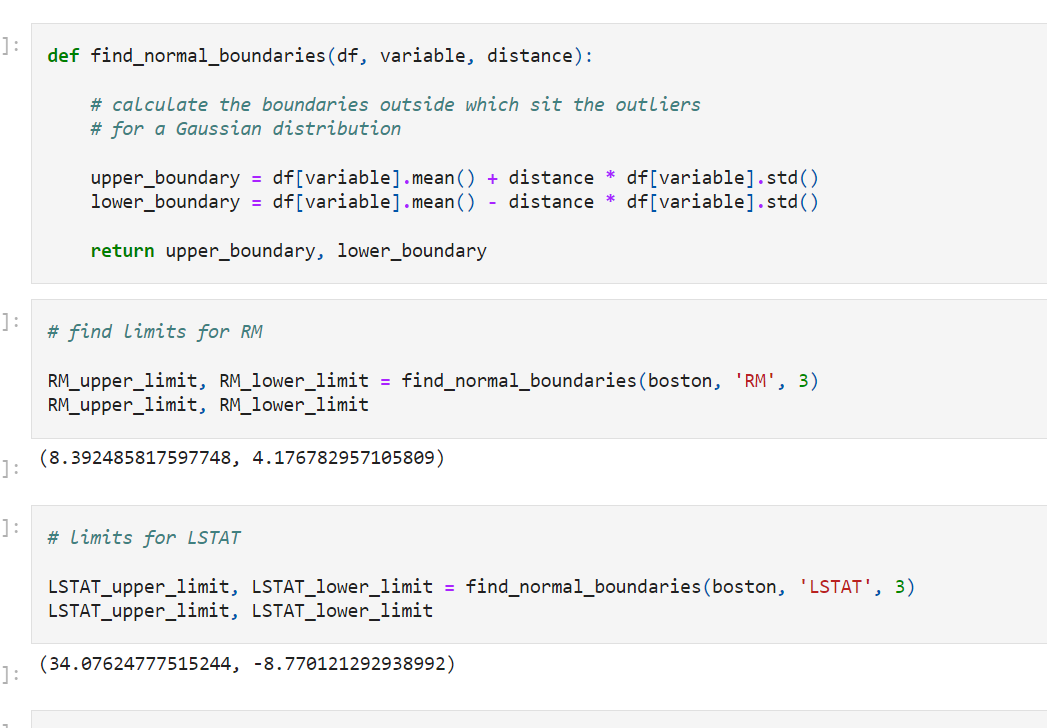 ]:
def find_normal_boundaries(df, variable, distance):
# calculate the boundaries outside which sit the outliers
# for a Gaussian distribution
upper_boundary = df[variable].mean() + distance * df[variable].std()
lower_boundary = df[variable].mean() - distance * df[variable].std()
return upper_boundary, lower_boundary
]:
# find limits for RM
RM_upper_limit, RM_lower_limit = find_normal_boundaries(boston, 'RM', 3)
RM_upper_limit, RM_lower_limit
]:
(8.392485817597748, 4.176782957105809)
]:
# limits for LSTAT
LSTAT_upper_limit, LSTAT_lower_limit = find_normal_boundaries(boston, 'LSTAT', 3)
LSTAT_upper_limit, LSTAT_lower_limit
]:
(34.07624777515244, -8.770121292938992)